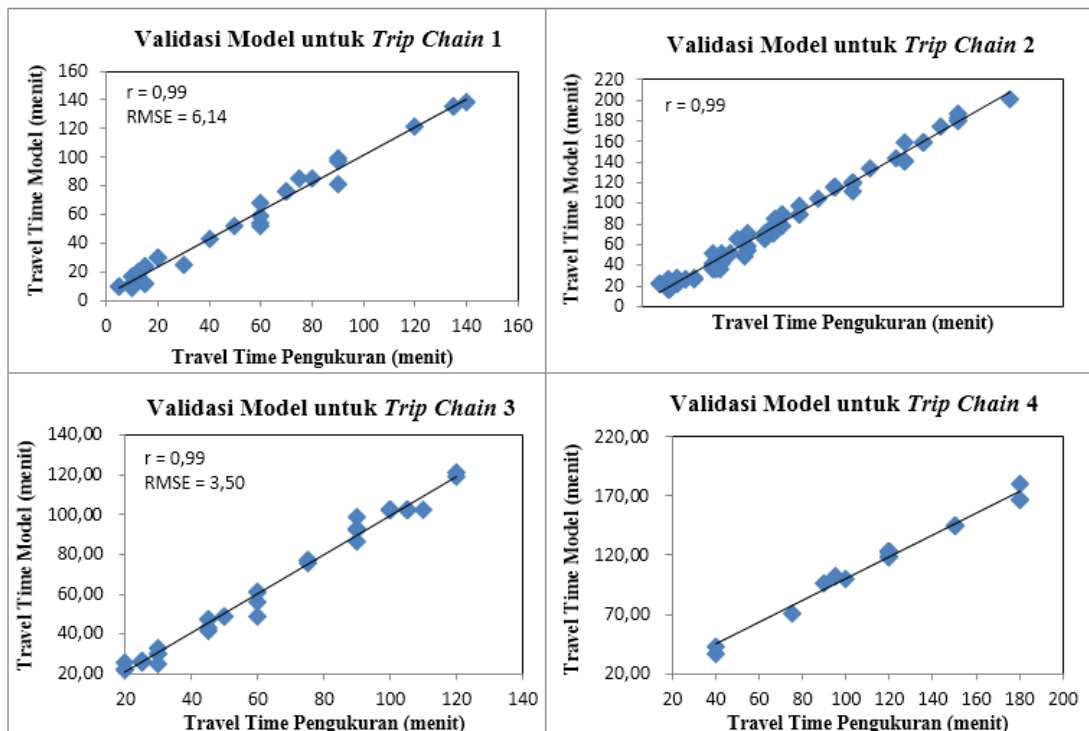 Validasi Model untuk Trip Chain 1
Travel Time Model (menit)
160
140
120
100
80
60
40
20
0
r = 0,99
RMSE = 6,14
0 20 40 60 80 100 120 140 160
Travel Time Pengukuran (menit)
Validasi Model untuk Trip Chain 2
Travel Time Model (menit)
220
200
180
160
140
120
100
80
60
40
20
0
r = 0,99
Travel Time Pengukuran (menit)
Validasi Model untuk Trip Chain 3
Travel Time Model (menit)
140,00
120,00
100,00
80,00
60,00
40,00
20,00
r = 0,99
RMSE = 3,50
20 40 60 80 100 120 140
Travel Time Pengukuran (menit)
Validasi Model untuk Trip Chain 4
Travel Time Model (menit)
220,00
170,00
120,00
70,00
20,00
20 40 60 80 100 120 140 160 180 200
Travel Time Pengukuran (menit)